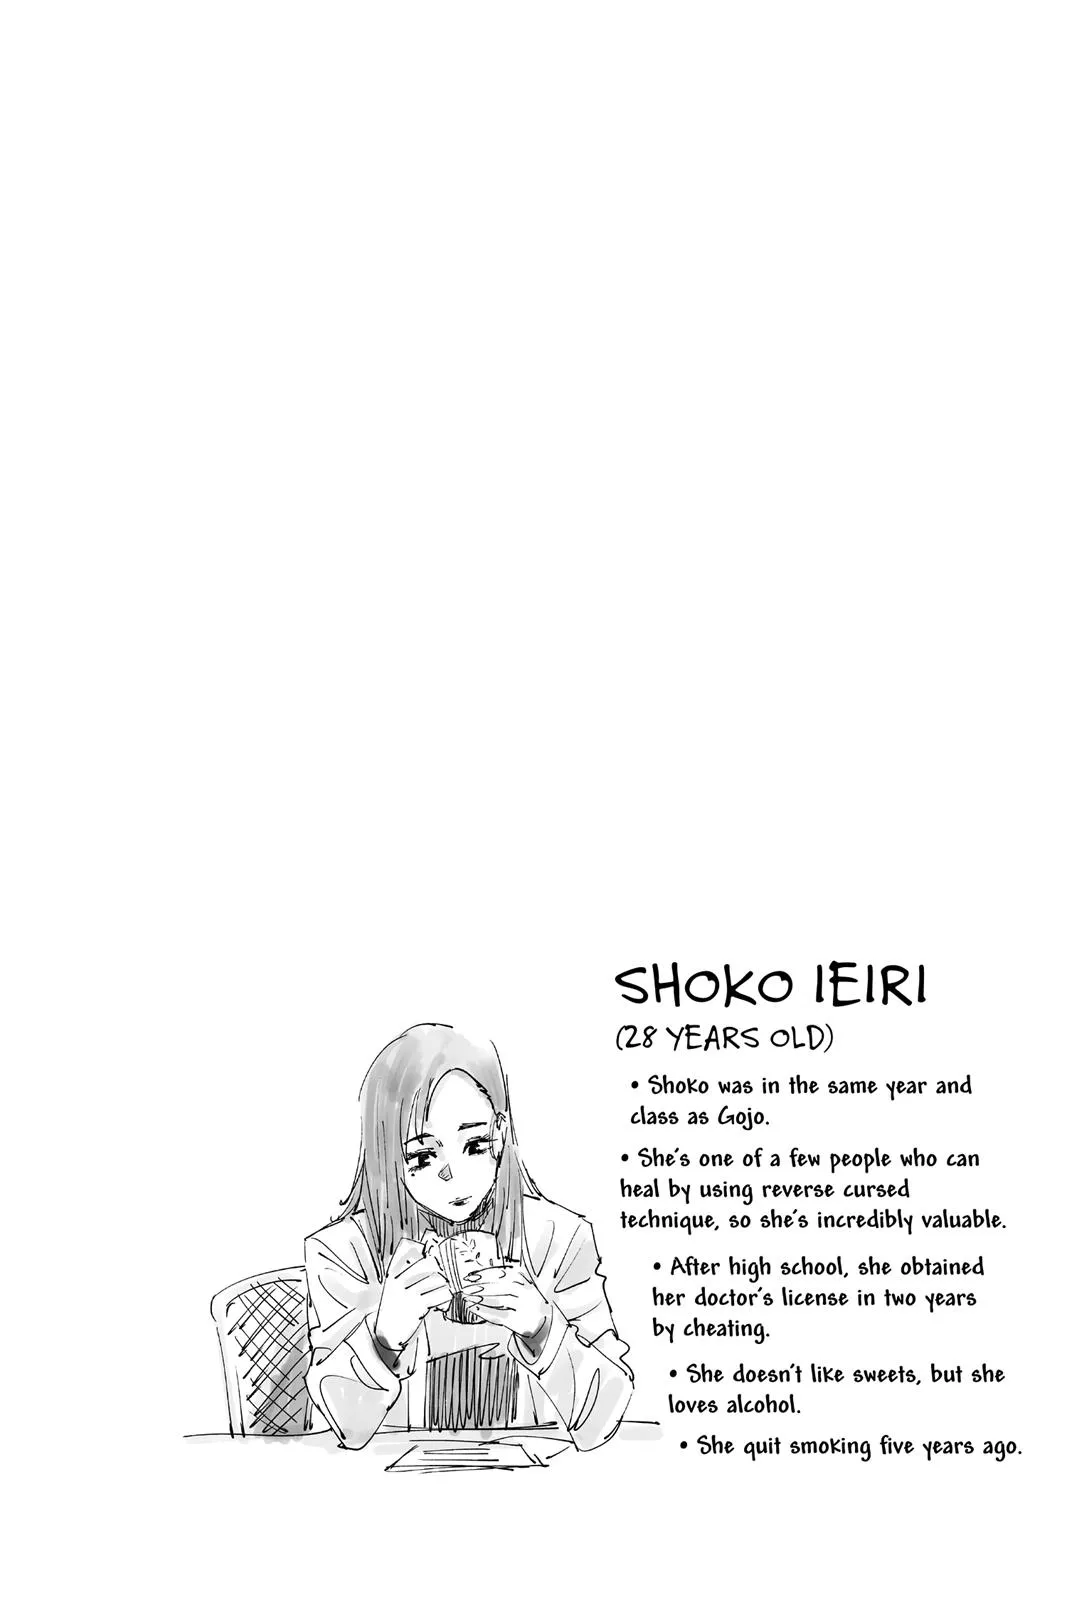 SHOKO IEIRI
(28 YEARS OLD)
• Shoko was in the same year and
class as Gojo.
• She's one of a few people who can
heal by using reverse cursed
technique, so she's incredibly valuable.
• After high school, she obtained
her doctor's license in two years
by cheating.
• She doesn't like sweets, but she
loves alcohol.
• She quit smoking five years ago.